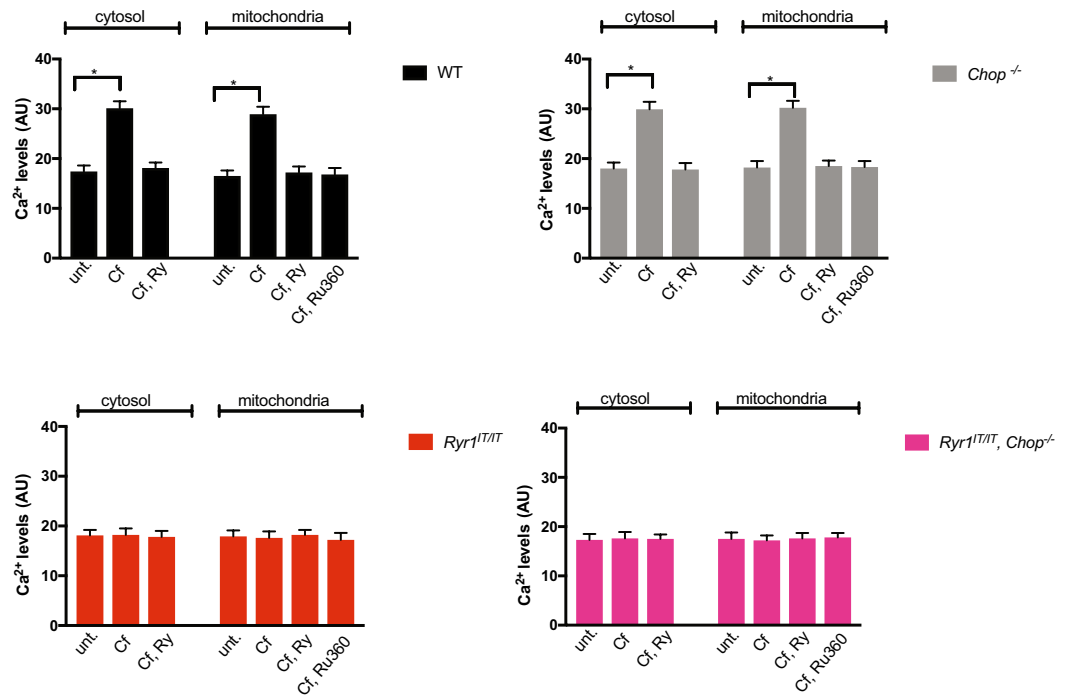 cytosol mitochondria
WT
Ca²⁺ levels (AU)
40
30
20
10
0
*
*
unt.
Cf
Cf, Ry
unt.
Cf
Cf, Ry
Cf, Ru360
cytosol mitochondria
Chop -/-
Ca²⁺ levels (AU)
40
30
20
10
0
*
*
unt.
Cf
Cf, Ry
unt.
Cf
Cf, Ry
Cf, Ru360
cytosol mitochondria
Ryr1^IT/IT
Ca²⁺ levels (AU)
40
30
20
10
0
unt.
Cf
Cf, Ry
unt.
Cf
Cf, Ry
Cf, Ru360
cytosol mitochondria
Ryr1^IT/IT, Chop^-/-
Ca²⁺ levels (AU)
40
30
20
10
0
unt.
Cf
Cf, Ry
unt.
Cf
Cf, Ry
Cf, Ru360